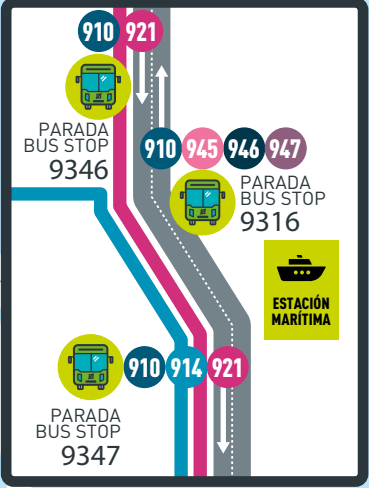 910 921
PARADA
BUS STOP
9346
910 945 946 947
PARADA
BUS STOP
9316
ESTACIÓN
MARÍTIMA
910 914 921
PARADA
BUS STOP
9347